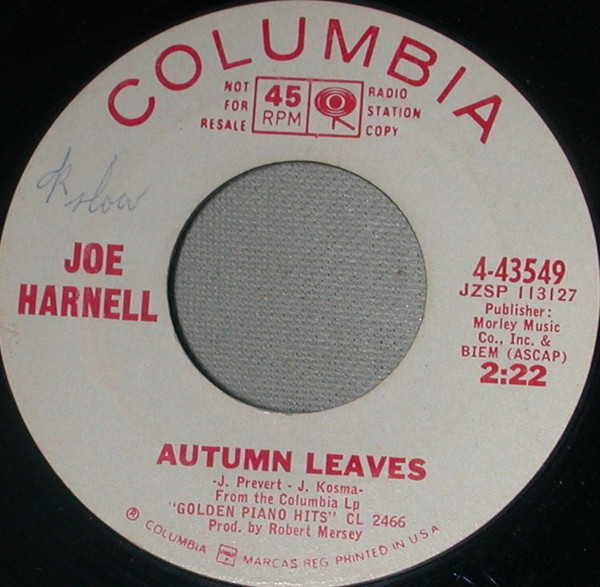 COLUMBIA
NOT
FOR
RESALE
45
RPM
RADIO
STATION
COPY
slow
JOE
HARNELL
4-43549
JZSP 113127
Publisher:
Morley Music
Co., Inc. &
BIEM (ASCAP)
2:22
AUTUMN LEAVES
-J. Prevert - J. Kosma-
From the Columbia Lp
"GOLDEN PIANO HITS" CL 2466
Prod. by Robert Mersey
COLUMBIA MARCAS REG. PRINTED IN U.S.A